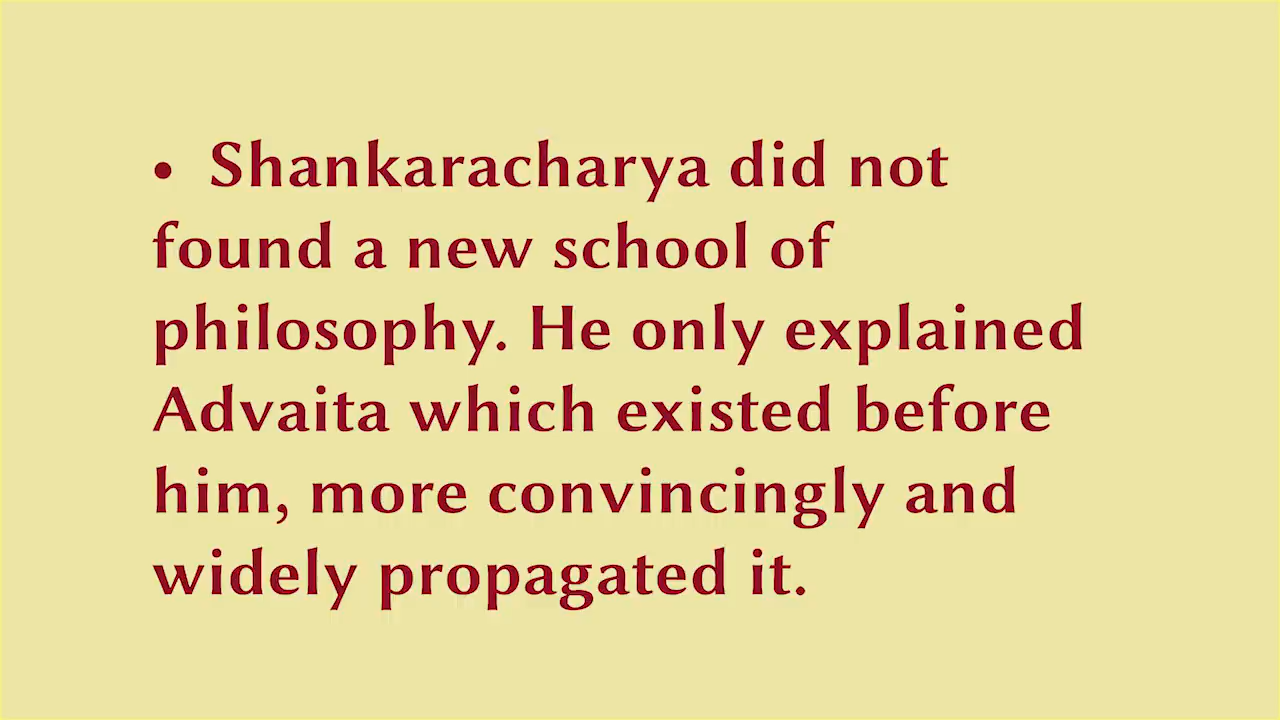 • Shankaracharya did not
found a new school of
philosophy. He only explained
Advaita which existed before
him, more convincingly and
widely propagated it.